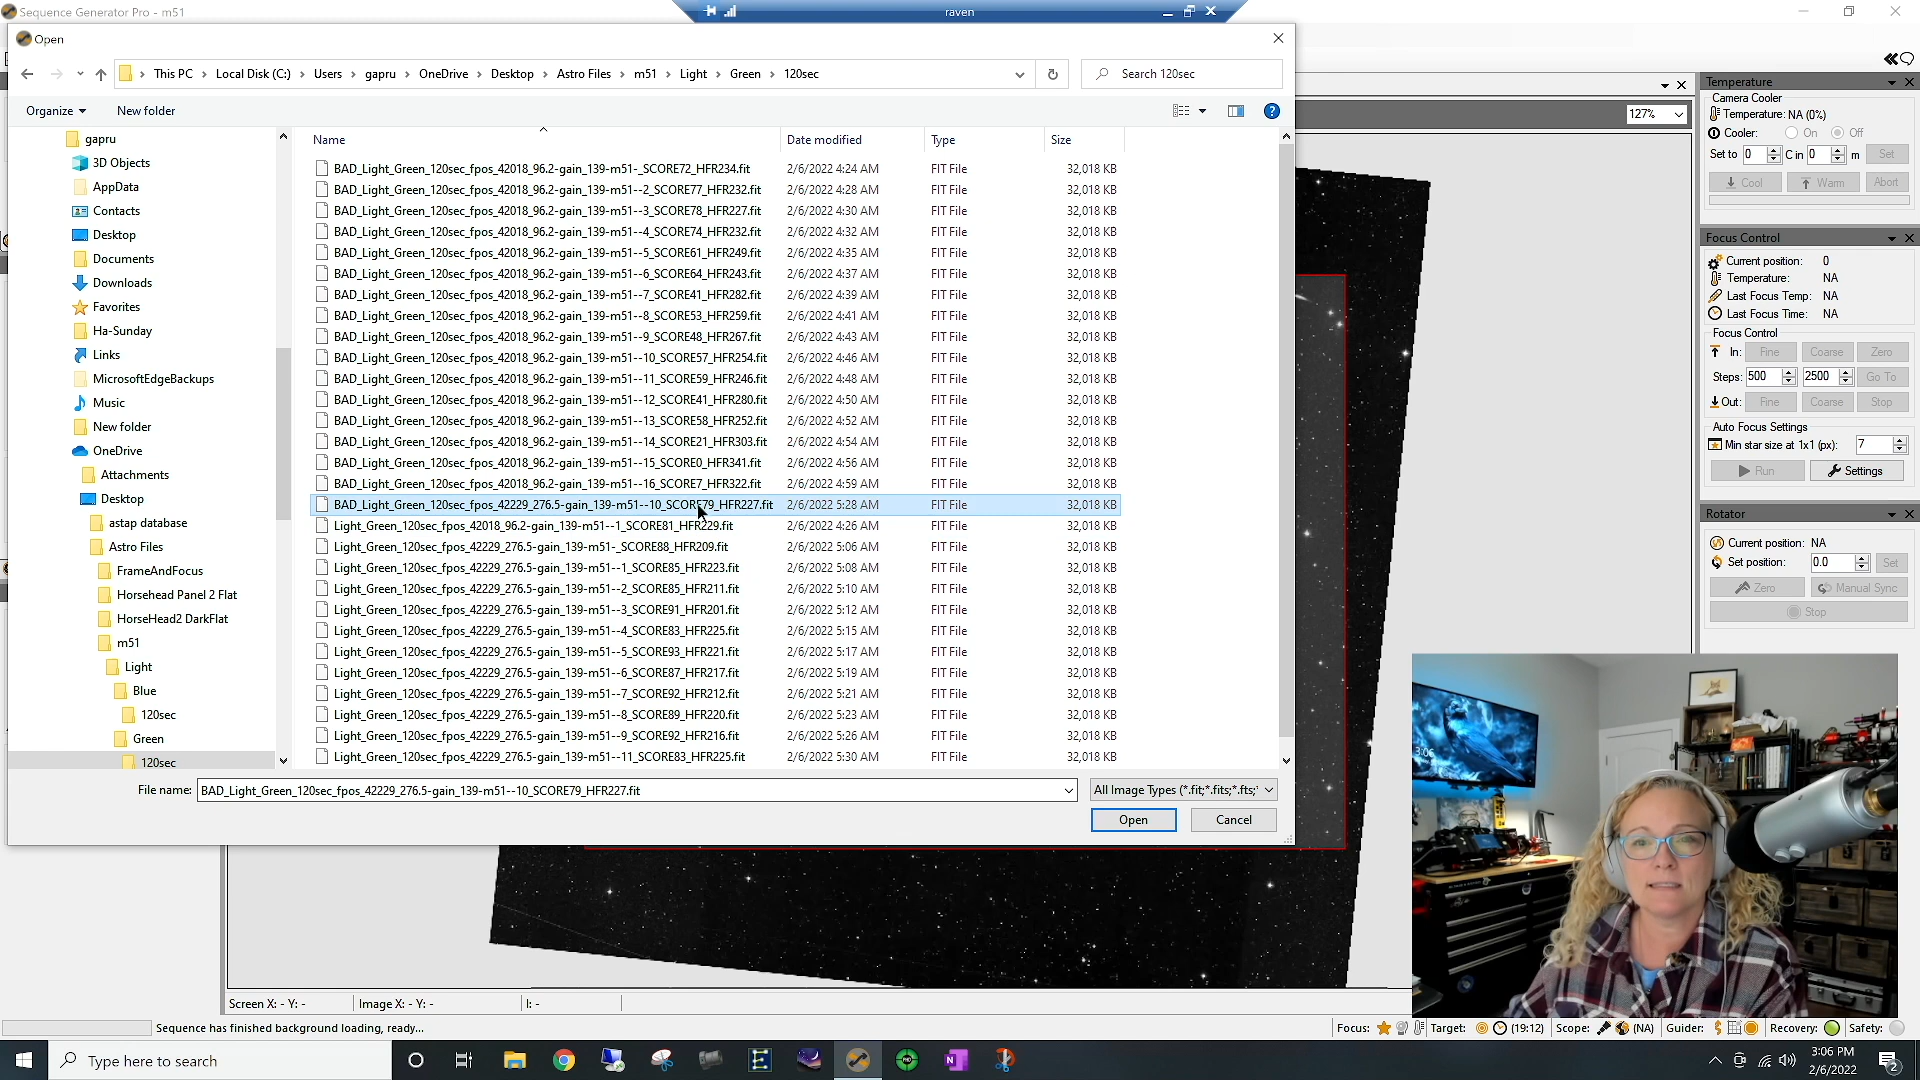 Sequence Generator Pro - m51
raven
Open
This PC › Local Disk (C:) › Users › gapru › OneDrive › Desktop › Astro Files › m51 › Light › Green › 120sec
Search 120sec
Organize
New folder
Name
Date modified
Type
Size
gapru
3D Objects
AppData
Contacts
Desktop
Documents
Downloads
Favorites
Ha-Sunday
Links
MicrosoftEdgeBackups
Music
New folder
OneDrive
Attachments
Desktop
astap database
Astro Files
FrameAndFocus
Horsehead Panel 2 Flat
HorseHead2 DarkFlat
m51
Light
Blue
120sec
Green
120sec
BAD_Light_Green_120sec_fpos_42018_96.2-gain_139-m51-_SCORE72_HFR234.fit 2/6/2022 4:24 AM FIT File 32,018 KB
BAD_Light_Green_120sec_fpos_42018_96.2-gain_139-m51--2_SCORE77_HFR232.fit 2/6/2022 4:28 AM FIT File 32,018 KB
BAD_Light_Green_120sec_fpos_42018_96.2-gain_139-m51--3_SCORE78_HFR227.fit 2/6/2022 4:30 AM FIT File 32,018 KB
BAD_Light_Green_120sec_fpos_42018_96.2-gain_139-m51--4_SCORE74_HFR232.fit 2/6/2022 4:32 AM FIT File 32,018 KB
BAD_Light_Green_120sec_fpos_42018_96.2-gain_139-m51--5_SCORE61_HFR249.fit 2/6/2022 4:35 AM FIT File 32,018 KB
BAD_Light_Green_120sec_fpos_42018_96.2-gain_139-m51--6_SCORE64_HFR243.fit 2/6/2022 4:37 AM FIT File 32,018 KB
BAD_Light_Green_120sec_fpos_42018_96.2-gain_139-m51--7_SCORE41_HFR282.fit 2/6/2022 4:39 AM FIT File 32,018 KB
BAD_Light_Green_120sec_fpos_42018_96.2-gain_139-m51--8_SCORE53_HFR259.fit 2/6/2022 4:41 AM FIT File 32,018 KB
BAD_Light_Green_120sec_fpos_42018_96.2-gain_139-m51--9_SCORE48_HFR267.fit 2/6/2022 4:43 AM FIT File 32,018 KB
BAD_Light_Green_120sec_fpos_42018_96.2-gain_139-m51--10_SCORE57_HFR254.fit 2/6/2022 4:46 AM FIT File 32,018 KB
BAD_Light_Green_120sec_fpos_42018_96.2-gain_139-m51--11_SCORE59_HFR246.fit 2/6/2022 4:48 AM FIT File 32,018 KB
BAD_Light_Green_120sec_fpos_42018_96.2-gain_139-m51--12_SCORE41_HFR280.fit 2/6/2022 4:50 AM FIT File 32,018 KB
BAD_Light_Green_120sec_fpos_42018_96.2-gain_139-m51--13_SCORE58_HFR252.fit 2/6/2022 4:52 AM FIT File 32,018 KB
BAD_Light_Green_120sec_fpos_42018_96.2-gain_139-m51--14_SCORE21_HFR303.fit 2/6/2022 4:54 AM FIT File 32,018 KB
BAD_Light_Green_120sec_fpos_42018_96.2-gain_139-m51--15_SCORE0_HFR341.fit 2/6/2022 4:56 AM FIT File 32,018 KB
BAD_Light_Green_120sec_fpos_42018_96.2-gain_139-m51--16_SCORE7_HFR322.fit 2/6/2022 4:59 AM FIT File 32,018 KB
BAD_Light_Green_120sec_fpos_42229_276.5-gain_139-m51--10_SCORE79_HFR227.fit 2/6/2022 5:28 AM FIT File 32,018 KB
Light_Green_120sec_fpos_42018_96.2-gain_139-m51--1_SCORE81_HFR229.fit 2/6/2022 4:26 AM FIT File 32,018 KB
Light_Green_120sec_fpos_42229_276.5-gain_139-m51-_SCORE88_HFR209.fit 2/6/2022 5:06 AM FIT File 32,018 KB
Light_Green_120sec_fpos_42229_276.5-gain_139-m51--1_SCORE85_HFR223.fit 2/6/2022 5:08 AM FIT File 32,018 KB
Light_Green_120sec_fpos_42229_276.5-gain_139-m51--2_SCORE85_HFR211.fit 2/6/2022 5:10 AM FIT File 32,018 KB
Light_Green_120sec_fpos_42229_276.5-gain_139-m51--3_SCORE91_HFR201.fit 2/6/2022 5:12 AM FIT File 32,018 KB
Light_Green_120sec_fpos_42229_276.5-gain_139-m51--4_SCORE83_HFR225.fit 2/6/2022 5:15 AM FIT File 32,018 KB
Light_Green_120sec_fpos_42229_276.5-gain_139-m51--5_SCORE93_HFR221.fit 2/6/2022 5:17 AM FIT File 32,018 KB
Light_Green_120sec_fpos_42229_276.5-gain_139-m51--6_SCORE87_HFR217.fit 2/6/2022 5:19 AM FIT File 32,018 KB
Light_Green_120sec_fpos_42229_276.5-gain_139-m51--7_SCORE92_HFR212.fit 2/6/2022 5:21 AM FIT File 32,018 KB
Light_Green_120sec_fpos_42229_276.5-gain_139-m51--8_SCORE89_HFR220.fit 2/6/2022 5:23 AM FIT File 32,018 KB
Light_Green_120sec_fpos_42229_276.5-gain_139-m51--9_SCORE92_HFR216.fit 2/6/2022 5:26 AM FIT File 32,018 KB
Light_Green_120sec_fpos_42229_276.5-gain_139-m51--11_SCORE83_HFR225.fit 2/6/2022 5:30 AM FIT File 32,018 KB
File name: BAD_Light_Green_120sec_fpos_42229_276.5-gain_139-m51--10_SCORE79_HFR227.fit
All Image Types (*.fit;*.fits;*.fts;
Open
Cancel
127%
Temperature
Camera Cooler
Temperature: NA (0%)
Cooler: On Off
Set to 0 C in 0 m Set
Cool Warm Abort
Focus Control
Current position: 0
Temperature: NA
Last Focus Temp: NA
Last Focus Time: NA
Focus Control
In: Fine Coarse Zero
Steps: 500 2500 Go To
Out: Fine Coarse Stop
Auto Focus Settings
Min star size at 1x1 (px): 7
Run Settings
Rotator
Current position: NA
Set position: 0.0 Set
Zero Manual Sync
Stop
3:06
Screen X: - Y: -
Image X: - Y: -
I: -
Sequence has finished background loading, ready...
Focus:
Target: (19:12)
Scope: (NA)
Guider:
Recovery:
Safety:
Type here to search
3:06 PM
2/6/2022
2